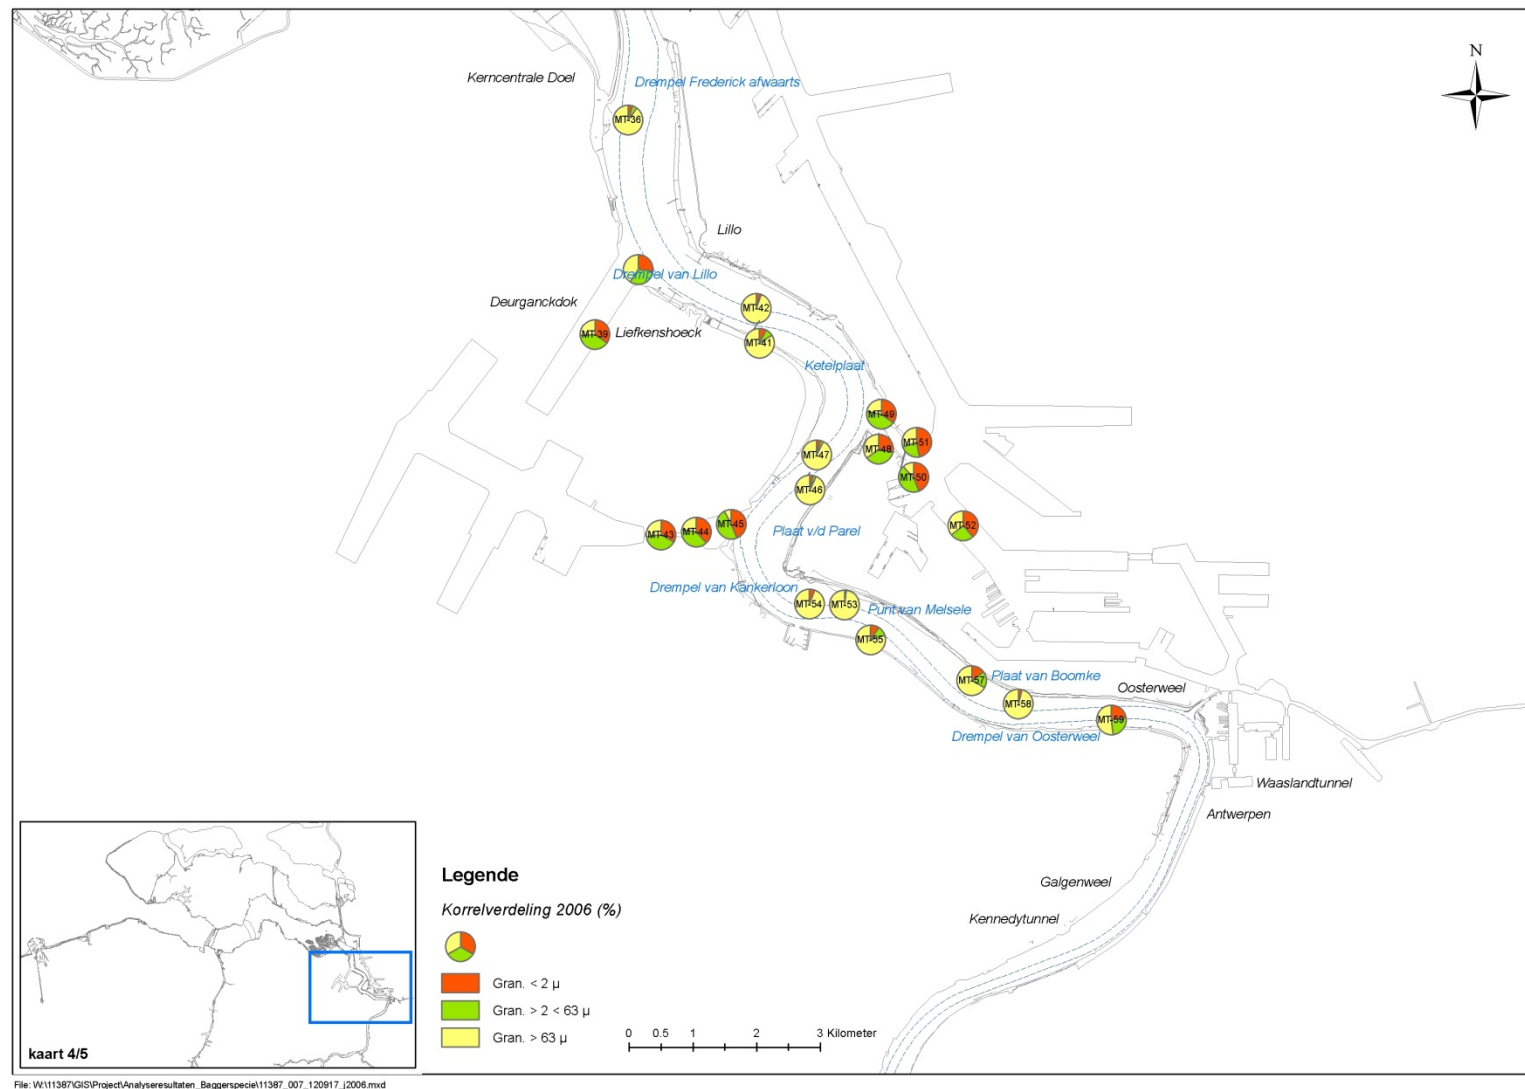 Kerncentrale Doel
Drempel Frederick afwaarts
N
MT-36
Lillo
Drempel van Lillo
Deurganckdok
MT-42
MT-39
Liefkenshoeck
MT-41
Ketelplaat
MT-49
MT-51
MT-48
MT-47
MT-50
MT-46
MT-45
MT-52
MT-44
MT-43
Plaat v/d Parel
Drempel van Kankerloon
MT-54
MT-53
Punt van Melsele
MT-55
MT-57
Plaat van Boomke
Oosterweel
MT-58
MT-59
Drempel van Oosterweel
Waaslandtunnel
Antwerpen
Galgenweel
Kennedytunnel
Legende
Korrelverdeling 2006 (%)
Gran. < 2 µ
Gran. > 2 < 63 µ
Gran. > 63 µ
0 0.5 1 2 3 Kilometer
kaart 4/5
File: W:\11387\GIS\Project\Analyseresultaten_Baggerspecie\11387_007_120917_j2006.mxd